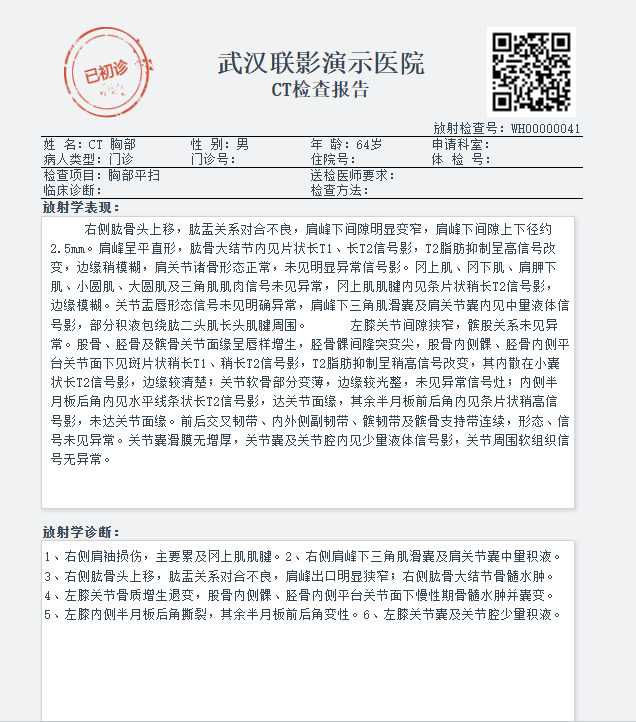 已初诊
武汉联影演示医院
CT检查报告
放射检查号：WH00000041
姓 名：CT 胸部 性 别：男 年 龄：64岁 申请科室：
病人类型：门诊 门诊号： 住院号： 体 检 号：
检查项目：胸部平扫 送检医师要求：
临床诊断： 检查方法：
放射学表现：
右侧肱骨头上移，肱盂关系对合不良，肩峰下间隙明显变窄，肩峰下间隙上下径约
2.5mm。肩峰呈平直形，肱骨大结节内见片状长T1、长T2信号影，T2脂肪抑制呈高信号改
变，边缘稍模糊，肩关节诸骨形态正常，未见明显异常信号影。冈上肌、冈下肌、肩胛下
肌、小圆肌、大圆肌及三角肌肌肉信号未见异常，冈上肌肌腱内见条片状稍长T2信号影，
边缘模糊。关节盂唇形态信号未见明确异常，肩峰下三角肌滑囊及肩关节囊内见中量液体信
号影，部分积液包绕肱二头肌长头肌腱周围。 左膝关节间隙狭窄，髌股关系未见异
常。股骨、胫骨及髌骨关节面缘呈唇样增生，胫骨髁间隆突变尖，股骨内侧髁、胫骨内侧平
台关节面下见斑片状稍长T1、稍长T2信号影，T2脂肪抑制呈稍高信号改变，其内散在小囊
状长T2信号影，边缘较清楚；关节软骨部分变薄，边缘较光整，未见异常信号灶；内侧半
月板后角内见水平线条状长T2信号影，达关节面缘，其余半月板前后角内见条片状稍高信
号影，未达关节面缘。前后交叉韧带、内外侧副韧带、髌韧带及髌骨支持带连续，形态、信
号未见异常。关节囊滑膜无增厚，关节囊及关节腔内见少量液体信号影，关节周围软组织信
号无异常。
放射学诊断：
1、右侧肩袖损伤，主要累及冈上肌肌腱。2、右侧肩峰下三角肌滑囊及肩关节囊中量积液。
3、右侧肱骨头上移，肱盂关系对合不良，肩峰出口明显狭窄；右侧肱骨大结节骨髓水肿。
4、左膝关节骨质增生退变，股骨内侧髁、胫骨内侧平台关节面下慢性期骨髓水肿并囊变。
5、左膝内侧半月板后角撕裂，其余半月板前后角变性。6、左膝关节囊及关节腔少量积液。